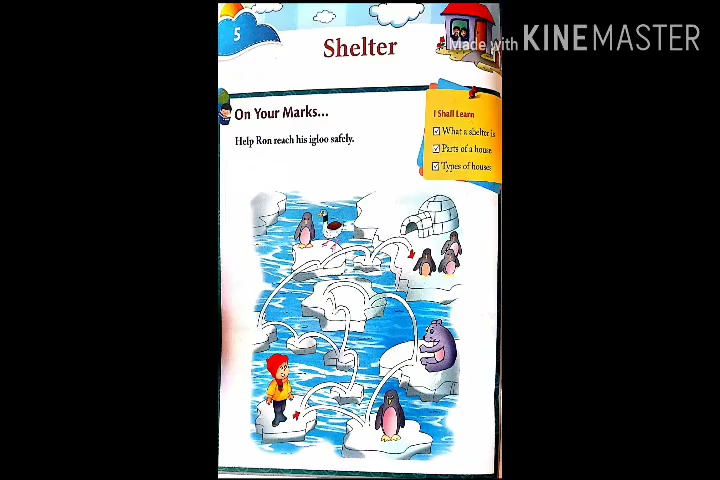 5
Shelter
Made with KINEMASTER
On Your Marks...
Help Ron reach his igloo safely.
I Shall Learn
What a shelter is
Parts of a house
Types of houses